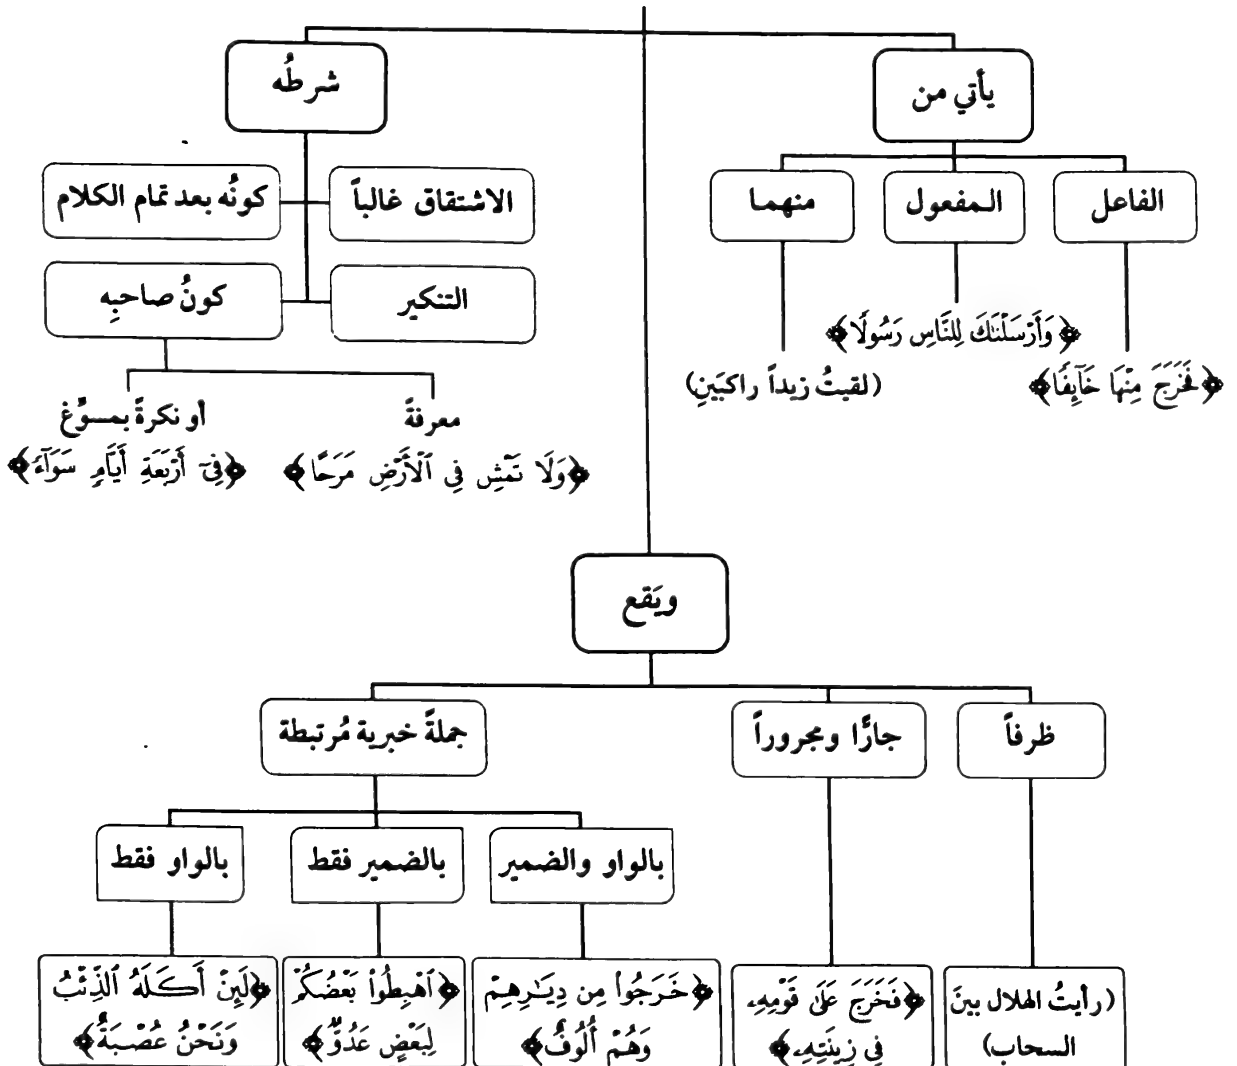 يأتي من
شرطُه
الفاعل
المفعول
منهما
الاشتقاق غالباً
كونُه بعد تمام الكلام
التنكير
كونُ صاحبِه
﴿وَأَرْسَلْنَٰكَ لِلنَّاسِ رَسُولًا﴾
﴿فَخَرَجَ مِنْهَا خَآئِفًا﴾
(لقيتُ زيداً راكبَينِ)
معرفةً
أو نكرةً بمسوِّغ
﴿وَلَا تَمْشِ فِي ٱلْأَرْضِ مَرَحًا﴾
﴿فِىٓ أَرْبَعَةِ أَيَّامٍ سَوَآءً﴾
ويَقع
ظرفاً
جارًّا ومجروراً
جملةً خبرية مُرتبطة
بالواو والضمير
بالضمير فقط
بالواو فقط
(رأيتُ الهلال بينَ
السحاب)
﴿فَخَرَجَ عَلَىٰ قَوْمِهِۦ
فِي زِينَتِهِۦ﴾
﴿خَرَجُواْ مِن دِيَٰرِهِمْ
وَهُمْ أُلُوفٌ﴾
﴿ٱهْبِطُواْ بَعْضُكُمْ
لِبَعْضٍ عَدُوٌّ﴾
﴿لَئِنْ أَكَلَهُ ٱلذِّئْبُ
وَنَحْنُ عُصْبَةٌ﴾